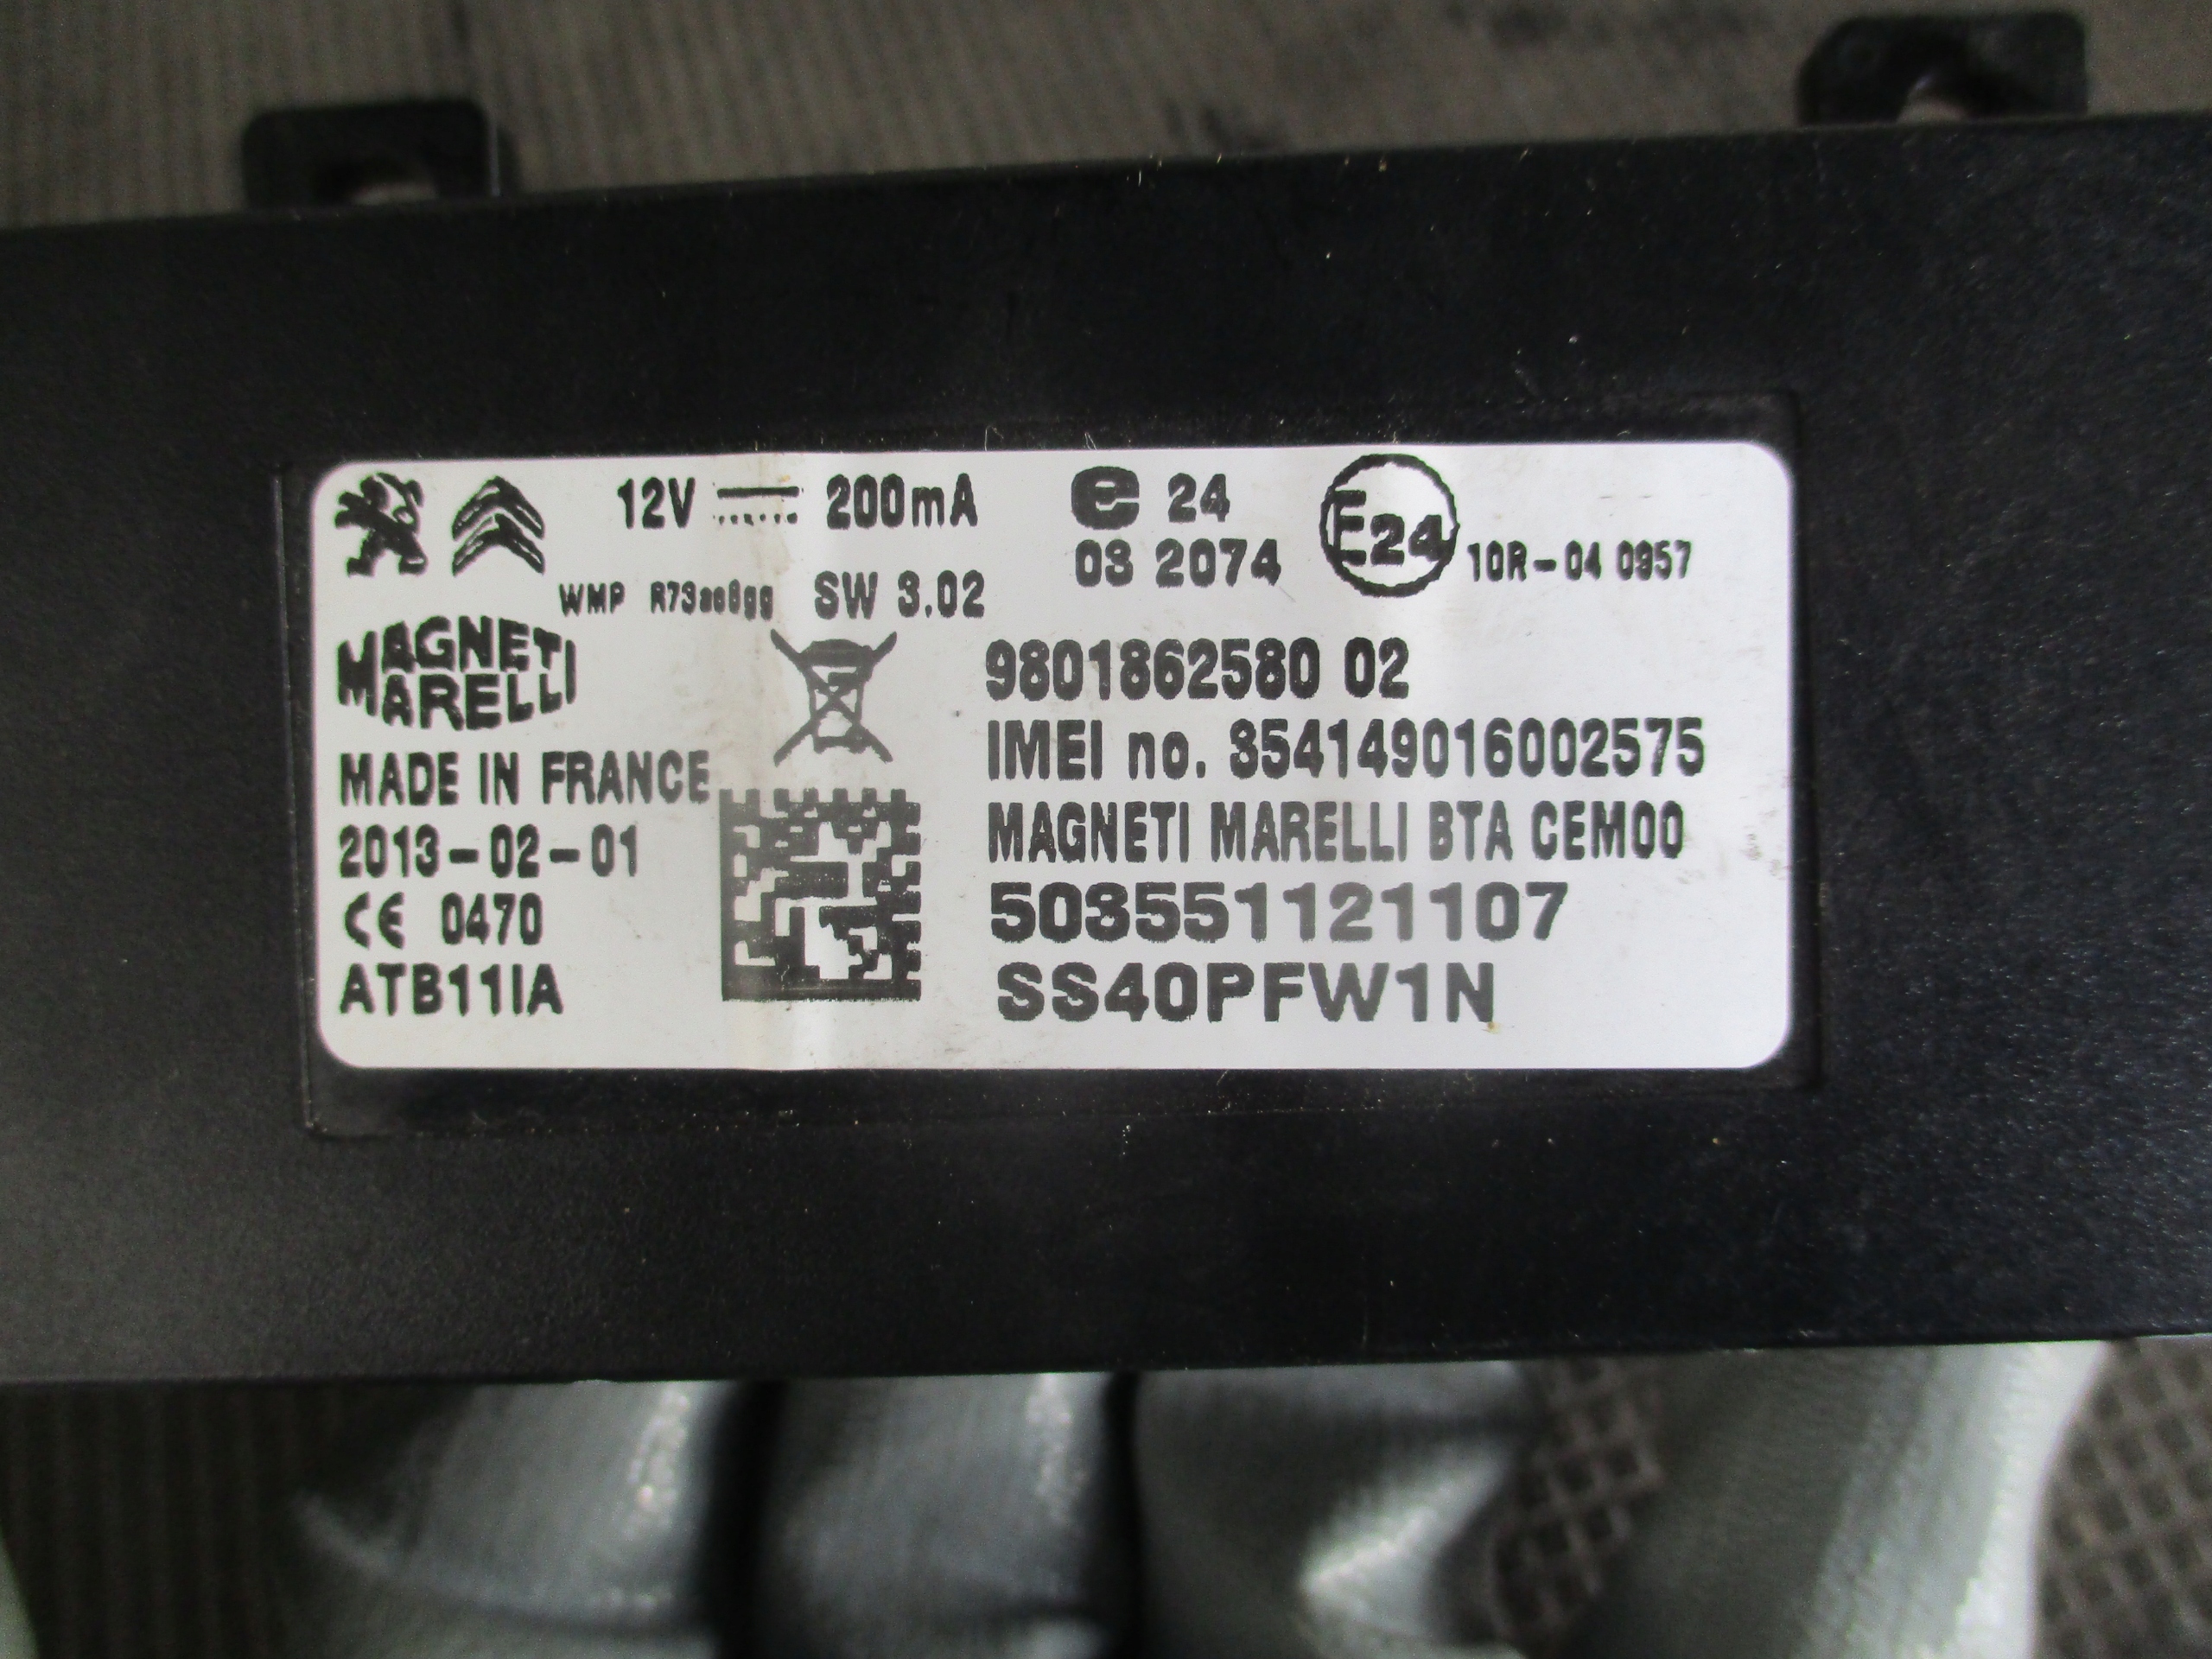 12V 200mA e 24 E24 10R-04 0957
03 2074
WMP R73ae8gg SW 3.02
MAGNETI
MARELLI
9801862580 02
IMEI no. 354149016002575
MADE IN FRANCE
MAGNETI MARELLI BTA CEM00
2013-02-01
503551121107
CE 0470
SS40PFW1N
ATB11IA